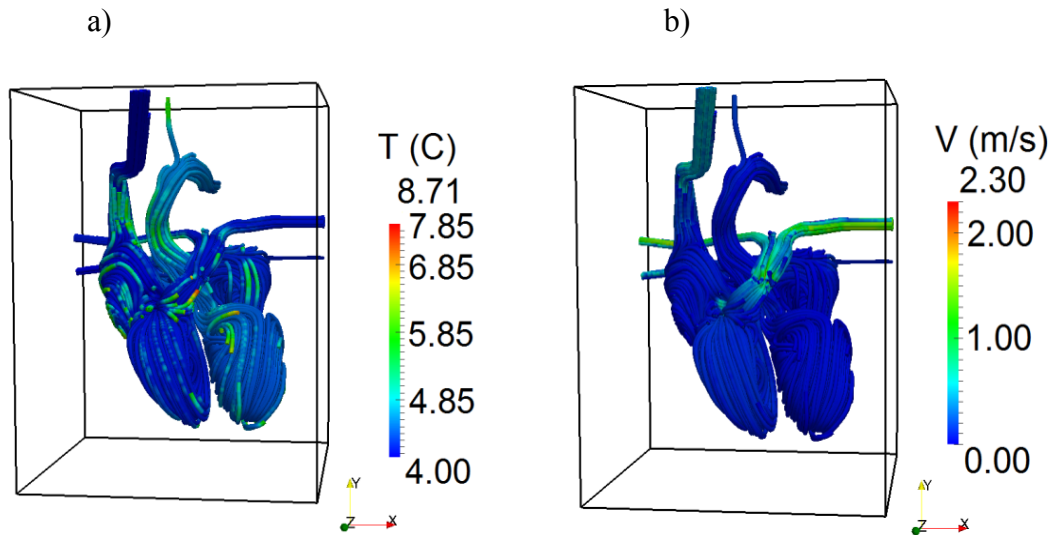 a)
b)
T (C)
8.71
7.85
6.85
5.85
4.85
4.00
Y
Z
X
V (m/s)
2.30
2.00
1.00
0.00
Y
Z
X